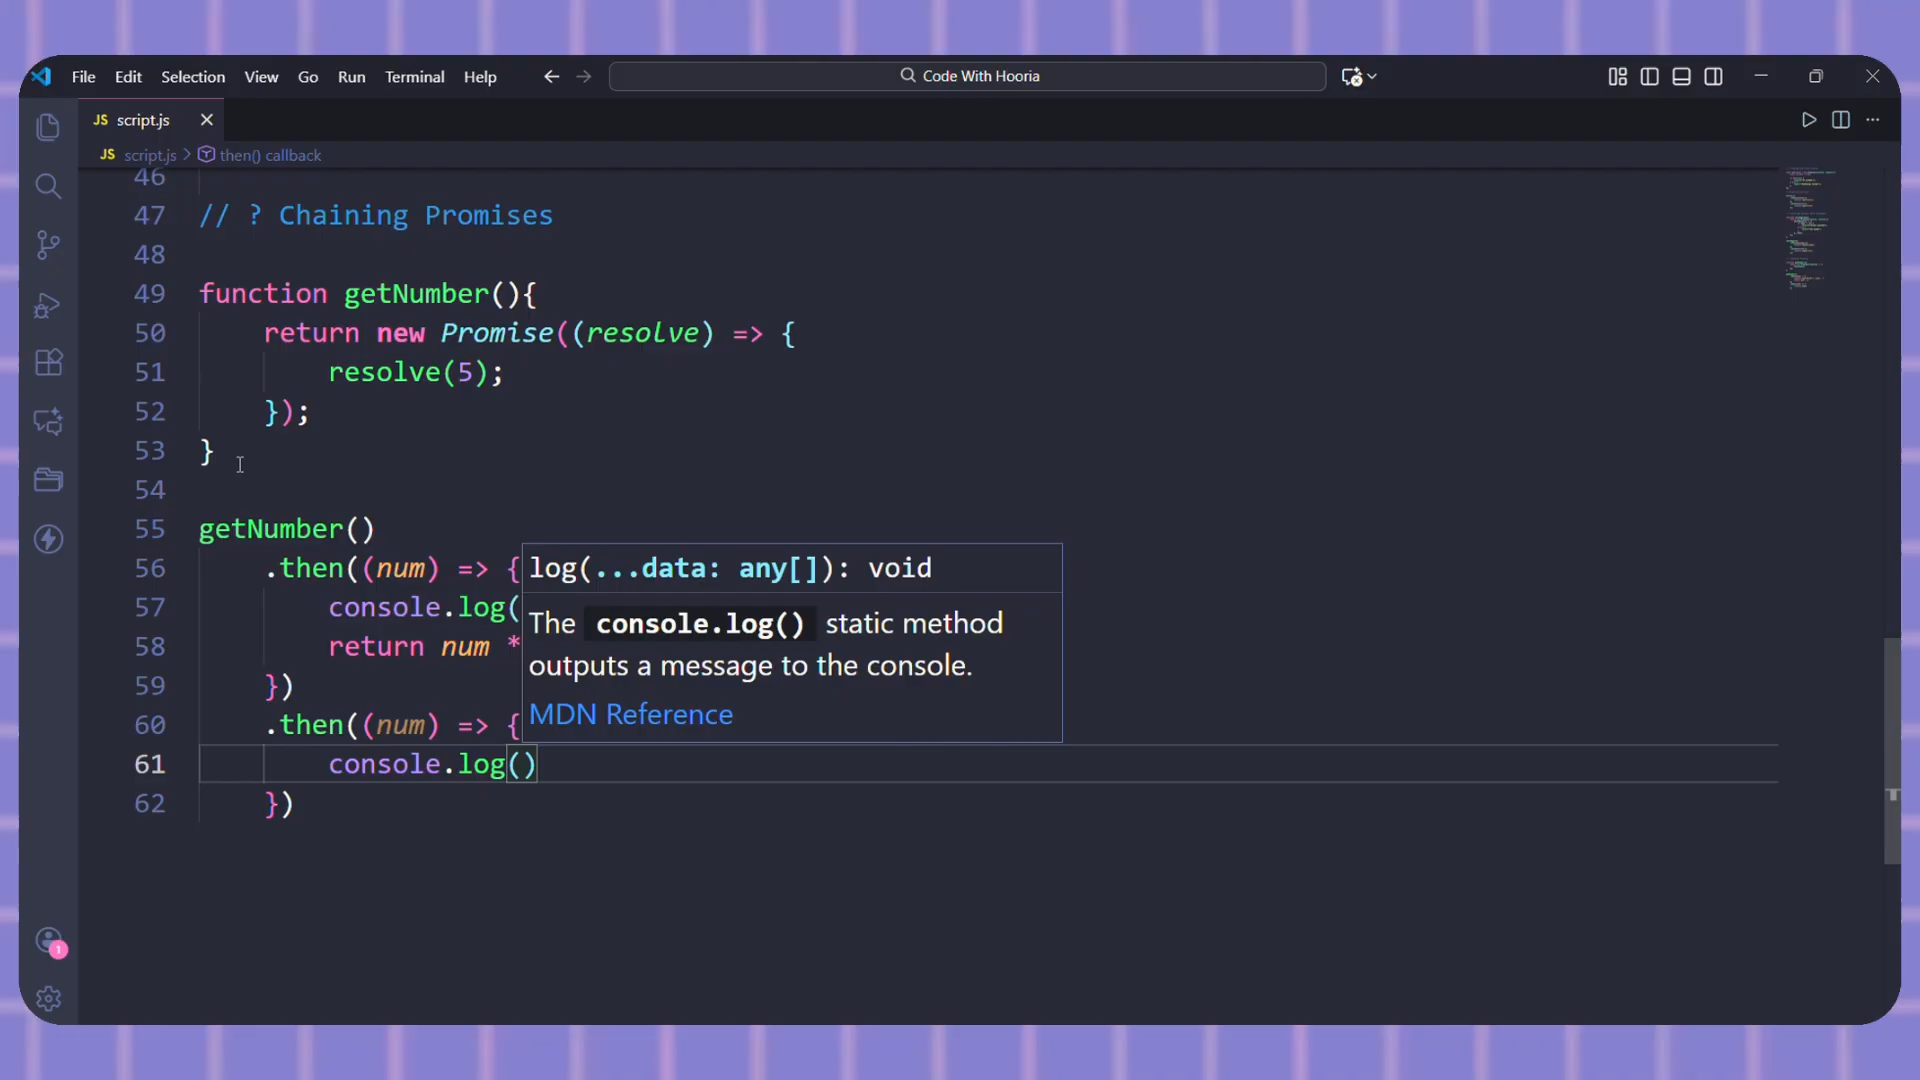 File Edit Selection View Go Run Terminal Help
Code With Hooria
JS script.js
JS script.js > then() callback
46
47 // ? Chaining Promises
48
49 function getNumber(){
50 return new Promise((resolve) => {
51 resolve(5);
52 });
53 }
54
55 getNumber()
56 .then((num) => {
57 console.log(
58 return num *
59 })
60 .then((num) => {
61 console.log()
62 })
log(...data: any[]): void
The console.log() static method
outputs a message to the console.
MDN Reference
1